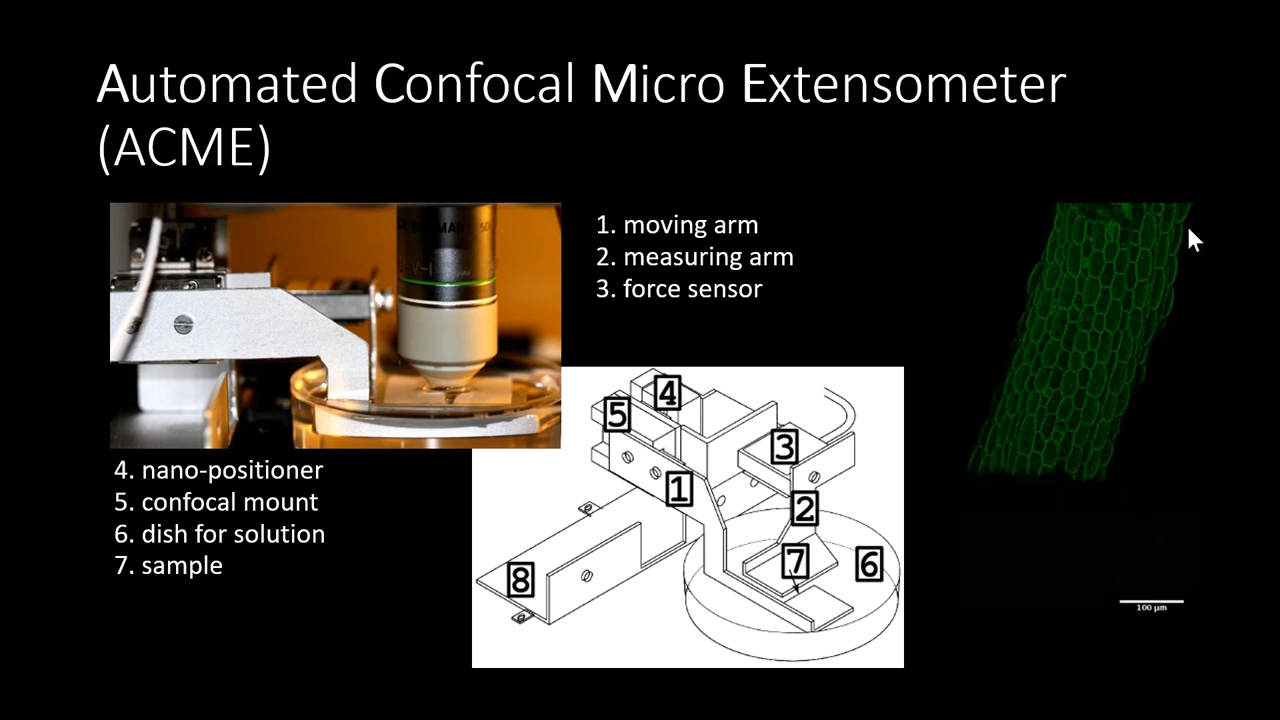 Automated Confocal Micro Extensometer
(ACME)
1. moving arm
2. measuring arm
3. force sensor
4. nano-positioner
5. confocal mount
6. dish for solution
7. sample
4
5
3
1
2
7
6
8
100 µm